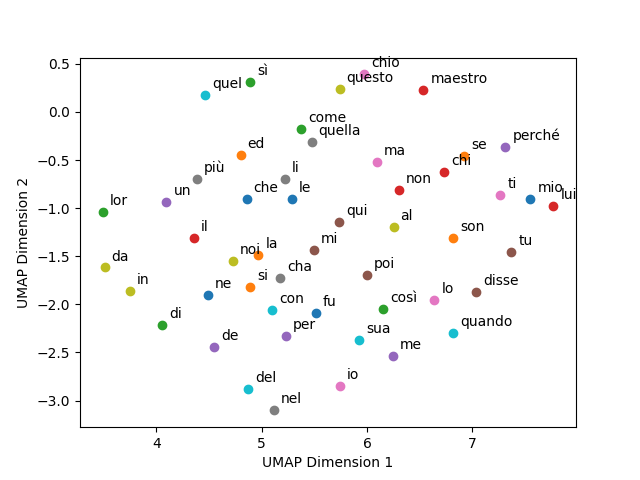 0.5
0.0
−0.5
−1.0
−1.5
−2.0
−2.5
−3.0
UMAP Dimension 2
4
5
6
7
UMAP Dimension 1
chio
sì
questo
maestro
quel
come
quella
perché
ed
se
ma
chi
più
li
non
ti
un
che
le
mio
lui
lor
qui
al
il
son
noi
la
mi
tu
da
cha
poi
in
si
disse
ne
lo
con
fu
così
di
quando
de
per
sua
me
del
io
nel